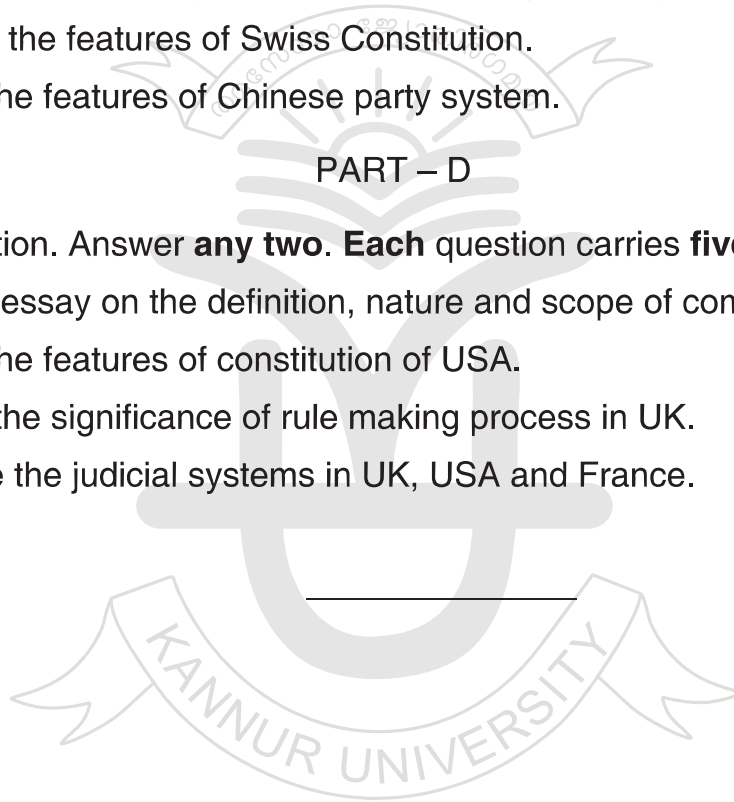 the features of Swiss Constitution.
he features of Chinese party system.
PART – D
tion. Answer any two. Each question carries five
essay on the definition, nature and scope of com
he features of constitution of USA.
the significance of rule making process in UK.
e the judicial systems in UK, USA and France.
KANNUR UNIVERSITY